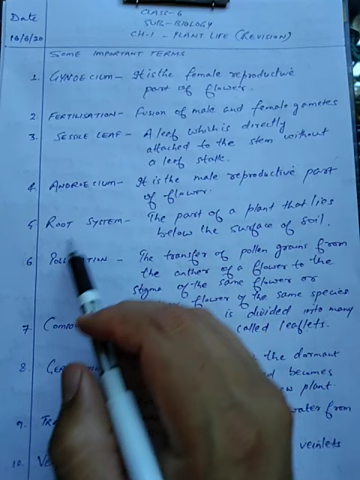 Date
16/6/20
CLASS-6
SUB-BIOLOGY
CH-1 - PLANT LIFE (REVISION)
SOME IMPORTANT TERMS
1. GYNOECIUM - It is the female reproductive
part of flower.
2. FERTILISATION - Fusion of male and female gametes
3. SESSILE LEAF - A leaf which is directly
attached to the stem without
a leaf stalk.
4. ANDROECIUM - It is the male reproductive part
of flower.
5 ROOT SYSTEM - The part of a plant that lies
below the surface of soil.
6 - The transfer of pollen grains from
the anther of a flower to the
stigma of the same flower or
flower of the same species
7. is divided into many
called leaflets.
8. the dormant
becomes
plant.
9. water from
10. veinlets